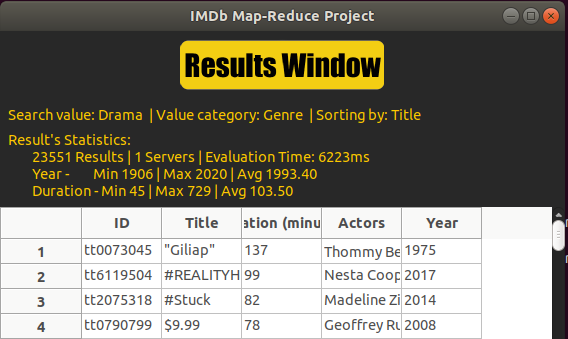 IMDb Map-Reduce Project
Results Window
Search value: Drama | Value category: Genre | Sorting by: Title
Result's Statistics:
23551 Results | 1 Servers | Evaluation Time: 6223ms
Year - Min 1906 | Max 2020 | Avg 1993.40
Duration - Min 45 | Max 729 | Avg 103.50
ID Title ation (minu Actors Year
1 tt0073045 "Giliap" 137 Thommy Be 1975
2 tt6119504 #REALITYH 99 Nesta Coop 2017
3 tt2075318 #Stuck 82 Madeline Zi 2014
4 tt0790799 $9.99 78 Geoffrey Ru 2008